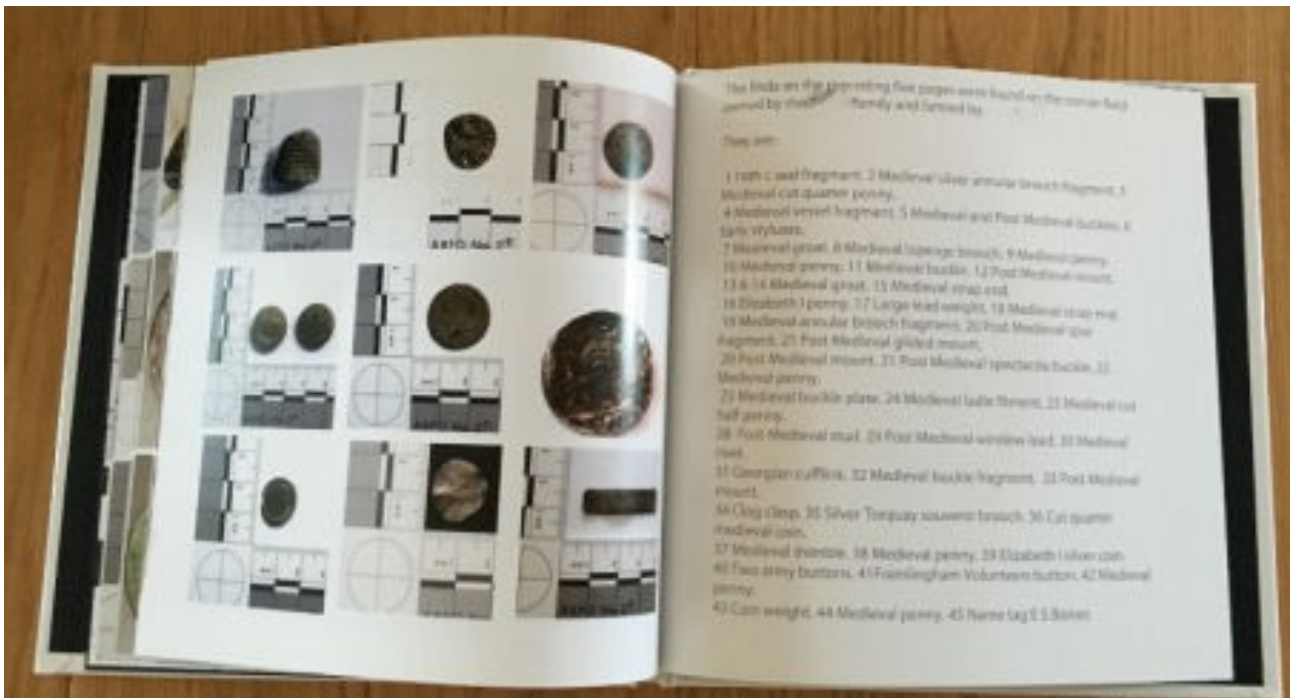 The finds on the preceding five pages were found on the same field
owned by the family and farmed by
They are:
1 seal fragment. 2 Medieval silver annular brooch fragment. 3
Medieval cut quarter penny.
4 Medieval vessel fragment. 5 Medieval and Post Medieval buckles. 6
Early styluses.
7 Medieval groat. 8 Medieval lozenge brooch. 9 Medieval penny.
10 Medieval penny. 11 Medieval buckle. 12 Post Medieval mount.
13 & 14 Medieval groat. 15 Medieval strap end.
16 Elizabeth I penny. 17 Large lead weight. 18 Medieval strap end.
19 Medieval annular brooch fragment. 20 Post Medieval spur
fragment. 21 Post Medieval gilded mount.
20 Post Medieval mount. 21 Post Medieval spectacle buckle. 22
Medieval penny.
23 Medieval buckle plate. 24 Medieval 25 Medieval cut
half penny.
28 Post Medieval stud. 29 Post Medieval window lead. 30 Medieval
31 Georgian cufflink. 32 Medieval buckle fragment. 33 Post Medieval
mount.
34 Clog clasp. 35 Silver Torquay souvenir brooch. 36 Cut quarter
medieval coin.
37 Medieval thimble. 38 Medieval penny. 39 Elizabeth I silver coin
40 Two army buttons. 41 Framlingham Volunteers button. 42 Medieval
penny.
43 Coin weight. 44 Medieval penny. 45 Name tag E S